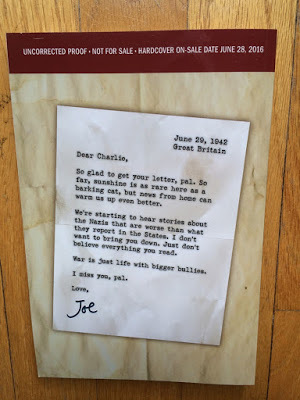 UNCORRECTED PROOF • NOT FOR SALE • HARDCOVER ON-SALE DATE JUNE 28, 2016
June 29, 1942
Great Britain
Dear Charlie,
So glad to get your letter, pal. So
far, sunshine is as rare here as a
barking cat, but news from home can
warm us up even better.
We're starting to hear stories about
the Nazis that are worse than what
they report in the States. I don't
want to bring you down. Just don't
believe everything you read.
War is just life with bigger bullies.
I miss you, pal.
Love,
Joe